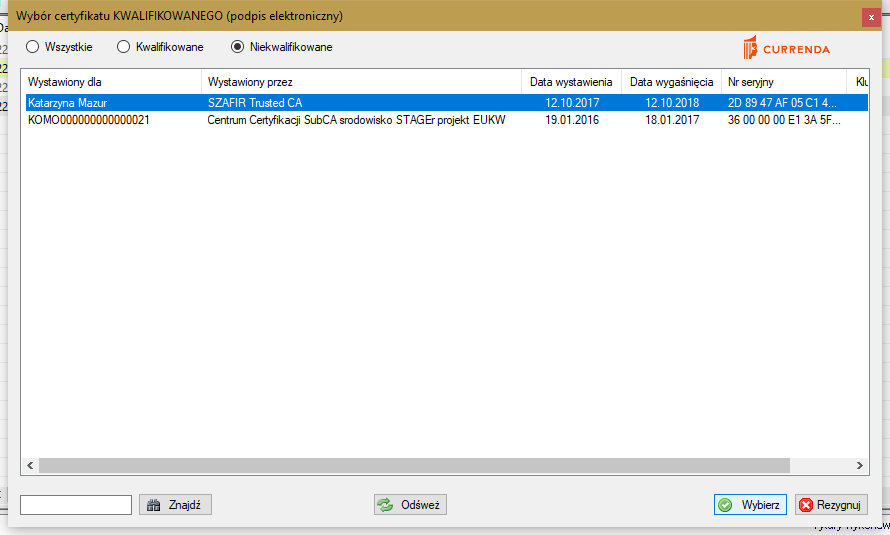 Wybór certyfikatu KWALIFIKOWANEGO (podpis elektroniczny)
Wszystkie Kwalifikowane Niekwalifikowane
CURRENDA
Wystawiony dla Wystawiony przez Data wystawienia Data wygaśnięcia Nr seryjny Klu
Katarzyna Mazur SZAFIR Trusted CA 12.10.2017 12.10.2018 2D 89 47 AF 05 C1 4...
KOMO000000000000021 Centrum Certyfikacji SubCA srodowisko STAGEr projekt EUKW 19.01.2016 18.01.2017 36 00 00 00 E1 3A 5F...
Znajdź Odśwież Wybierz Rezygnuj